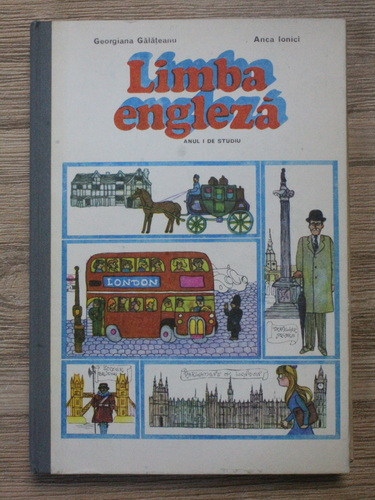 Georgiana Gălățeanu Anca Ionici
Limba
engleză
ANUL I DE STUDIU
LONDON